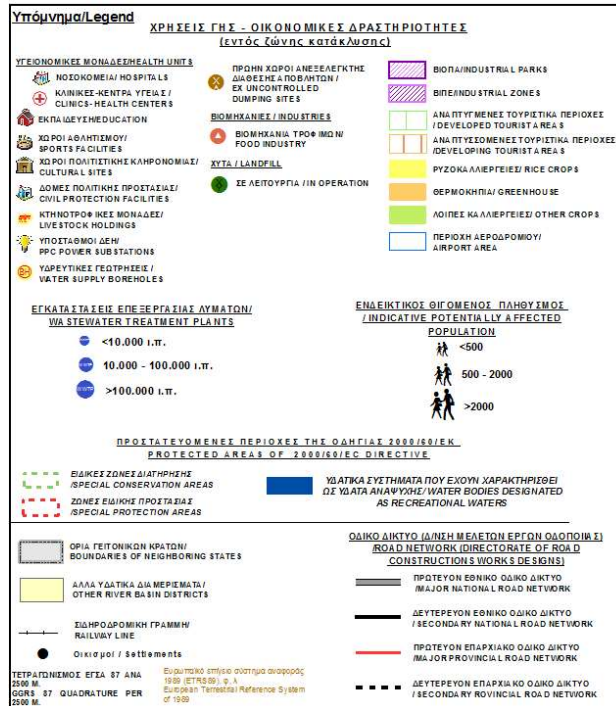 Υπόμνημα/Legend
ΧΡΗΣΕΙΣ ΓΗΣ - ΟΙΚΟΝΟΜΙΚΕΣ ΔΡΑΣΤΗΡΙΟΤΗΤΕΣ
(εντός ζώνης κατάκλυσης)
ΥΓΕΙΟΝΟΜΙΚΕΣ ΜΟΝΑΔΕΣ/HEALTH UNITS
ΝΟΣΟΚΟΜΕΙΑ/ HOSPITALS
ΚΛΙΝΙΚΕΣ-ΚΕΝΤΡΑ ΥΓΕΙΑΣ /
CLINICS- HEALTH CENTERS
ΕΚΠΑΙΔΕΥΣΗ/EDUCATION
ΧΩΡΟΙ ΑΘΛΗΤΙΣΜΟΥ/
SPORTS FACILITIES
ΧΩΡΟΙ ΠΟΛΙΤΙΣΤΙΚΗΣ ΚΛΗΡΟΝΟΜΙΑΣ/
CULTURAL SITES
ΔΟΜΕΣ ΠΟΛΙΤΙΚΗΣ ΠΡΟΣΤΑΣΙΑΣ/
CIVIL PROTECTION FACILITIES
ΚΤΗΝΟΤΡΟΦΙΚΕΣ ΜΟΝΑΔΕΣ/
LIVESTOCK HOLDINGS
ΥΠΟΣΤΑΘΜΟΙ ΔΕΗ/
PPC POWER SUBSTATIONS
ΥΔΡΕΥΤΙΚΕΣ ΓΕΩΤΡΗΣΕΙΣ /
WATER SUPPLY BOREHOLES
ΠΡΩΗΝ ΧΩΡΟΙ ΑΝΕΞΕΛΕΓΚΤΗΣ
ΔΙΑΘΕΣΗΣ ΑΠΟΒΛΗΤΩΝ /
EX UNCONTROLLED
DUMPING SITES
ΒΙΟΜΗΧΑΝΙΕΣ / INDUSTRIES
ΒΙΟΜΗΧΑΝΙΑ ΤΡΟΦΙΜΩΝ/
FOOD INDUSTRY
ΧΥΤΑ / LANDFILL
ΣΕ ΛΕΙΤΟΥΡΓΙΑ / IN OPERATION
ΒΙΟΠΑ/INDUSTRIAL PARKS
ΒΙΠΕ/INDUSTRIAL ZONES
ΑΝΑΠΤΥΓΜΕΝΕΣ ΤΟΥΡΙΣΤΙΚΑ ΠΕΡΙΟΧΕΣ
/ DEVELOPED TOURIST AREAS
ΑΝΑΠΤΥΣΣΟΜΕΝΕΣ ΤΟΥΡΙΣΤΙΚΑ ΠΕΡΙΟΧΕΣ
/DEVELOPING TOURIST AREAS
ΡΥΖΟΚΑΛΛΙΕΡΓΕΙΕΣ/ RICE CROPS
ΘΕΡΜΟΚΗΠΙΑ/ GREENHOUSE
ΛΟΙΠΕΣ ΚΑΛΛΙΕΡΓΕΙΕΣ/ OTHER CROPS
ΠΕΡΙΟΧΗ ΑΕΡΟΔΡΟΜΙΟΥ/
AIRPORT AREA
ΕΓΚΑΤΑΣΤΑΣΕΙΣ ΕΠΕΞΕΡΓΑΣΙΑΣ ΛΥΜΑΤΩΝ/
WASTEWATER TREATMENT PLANTS
<10.000 ι.π.
10.000 - 100.000 ι.π.
>100.000 ι.π.
ΕΝΔΕΙΚΤΙΚΟΣ ΘΙΓΟΜΕΝΟΣ ΠΛΗΘΥΣΜΟΣ
/ INDICATIVE POTENTIALLY AFFECTED
POPULATION
<500
500 - 2000
>2000
ΠΡΟΣΤΑΤΕΥΟΜΕΝΕΣ ΠΕΡΙΟΧΕΣ ΤΗΣ ΟΔΗΓΙΑΣ 2000/60/ΕΚ
PROTECTED AREAS OF 2000/60/EC DIRECTIVE
ΕΙΔΙΚΕΣ ΖΩΝΕΣ ΔΙΑΤΗΡΗΣΗΣ
/SPECIAL CONSERVATION AREAS
ΖΩΝΕΣ ΕΙΔΙΚΗΣ ΠΡΟΣΤΑΣΙΑΣ
/SPECIAL PROTECTION AREAS
ΥΔΑΤΙΚΑ ΣΥΣΤΗΜΑΤΑ ΠΟΥ ΕΧΟΥΝ ΧΑΡΑΚΤΗΡΙΣΘΕΙ
ΩΣ ΥΔΑΤΑ ΑΝΑΨΥΧΗΣ/ WATER BODIES DESIGNATED
AS RECREATIONAL WATERS
ΟΡΙΑ ΓΕΙΤΟΝΙΚΩΝ ΚΡΑΤΩΝ/
BOUNDARIES OF NEIGHBORING STATES
ΑΛΛΑ ΥΔΑΤΙΚΑ ΔΙΑΜΕΡΙΣΜΑΤΑ/
OTHER RIVER BASIN DISTRICTS
ΣΙΔΗΡΟΔΡΟΜΙΚΗ ΓΡΑΜΜΗ/
RAILWAY LINE
Οικισμοί / Settlements
ΤΕΤΡΑΓΩΝΙΣΜΟΣ ΕΓΣΑ 87 ΑΝΑ
2500 Μ.
GGRS 87 QUADRATURE PER
2500 M.
Ευρωπαϊκό επίγειο σύστημα αναφοράς
1989 (ETRS89), φ, λ
European Terrestrial Reference System
of 1989
ΟΔΙΚΟ ΔΙΚΤΥΟ (Δ/ΝΣΗ ΜΕΛΕΤΩΝ ΕΡΓΩΝ ΟΔΟΠΟΙΙΑΣ)
/ROAD NETWORK (DIRECTORATE OF ROAD
CONSTRUCTIONS WORKS DESIGNS)
ΠΡΩΤΕΥΟΝ ΕΘΝΙΚΟ ΟΔΙΚΟ ΔΙΚΤΥΟ
/MAJOR NATIONAL ROAD NETWORK
ΔΕΥΤΕΡΕΥΟΝ ΕΘΝΙΚΟ ΟΔΙΚΟ ΔΙΚΤΥΟ
/ SECONDARY NATIONAL ROAD NETWORK
ΠΡΩΤΕΥΟΝ ΕΠΑΡΧΙΑΚΟ ΟΔΙΚΟ ΔΙΚΤΥΟ
/MAJOR PROVINCIAL ROAD NETWORK
ΔΕΥΤΕΡΕΥΟΝ ΕΠΑΡΧΙΑΚΟ ΟΔΙΚΟ ΔΙΚΤΥΟ
/ SECONDARY ROVINCIAL ROAD NETWORK